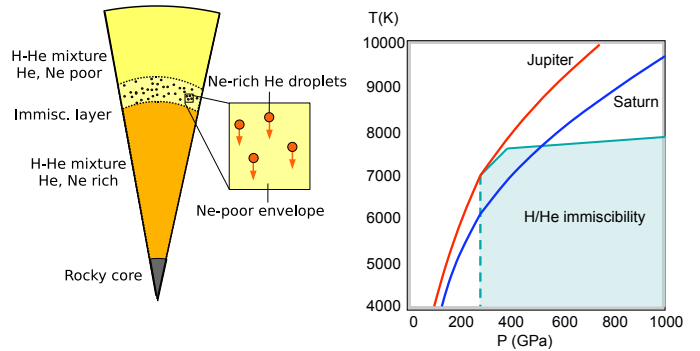 H-He mixture
He, Ne poor
Ne-rich He droplets
Immisc. layer
H-He mixture
He, Ne rich
Ne-poor envelope
Rocky core
T(K)
10000
9000
8000
7000
6000
5000
4000
Jupiter
Saturn
H/He immiscibility
0 200 400 600 800 1000
P (GPa)